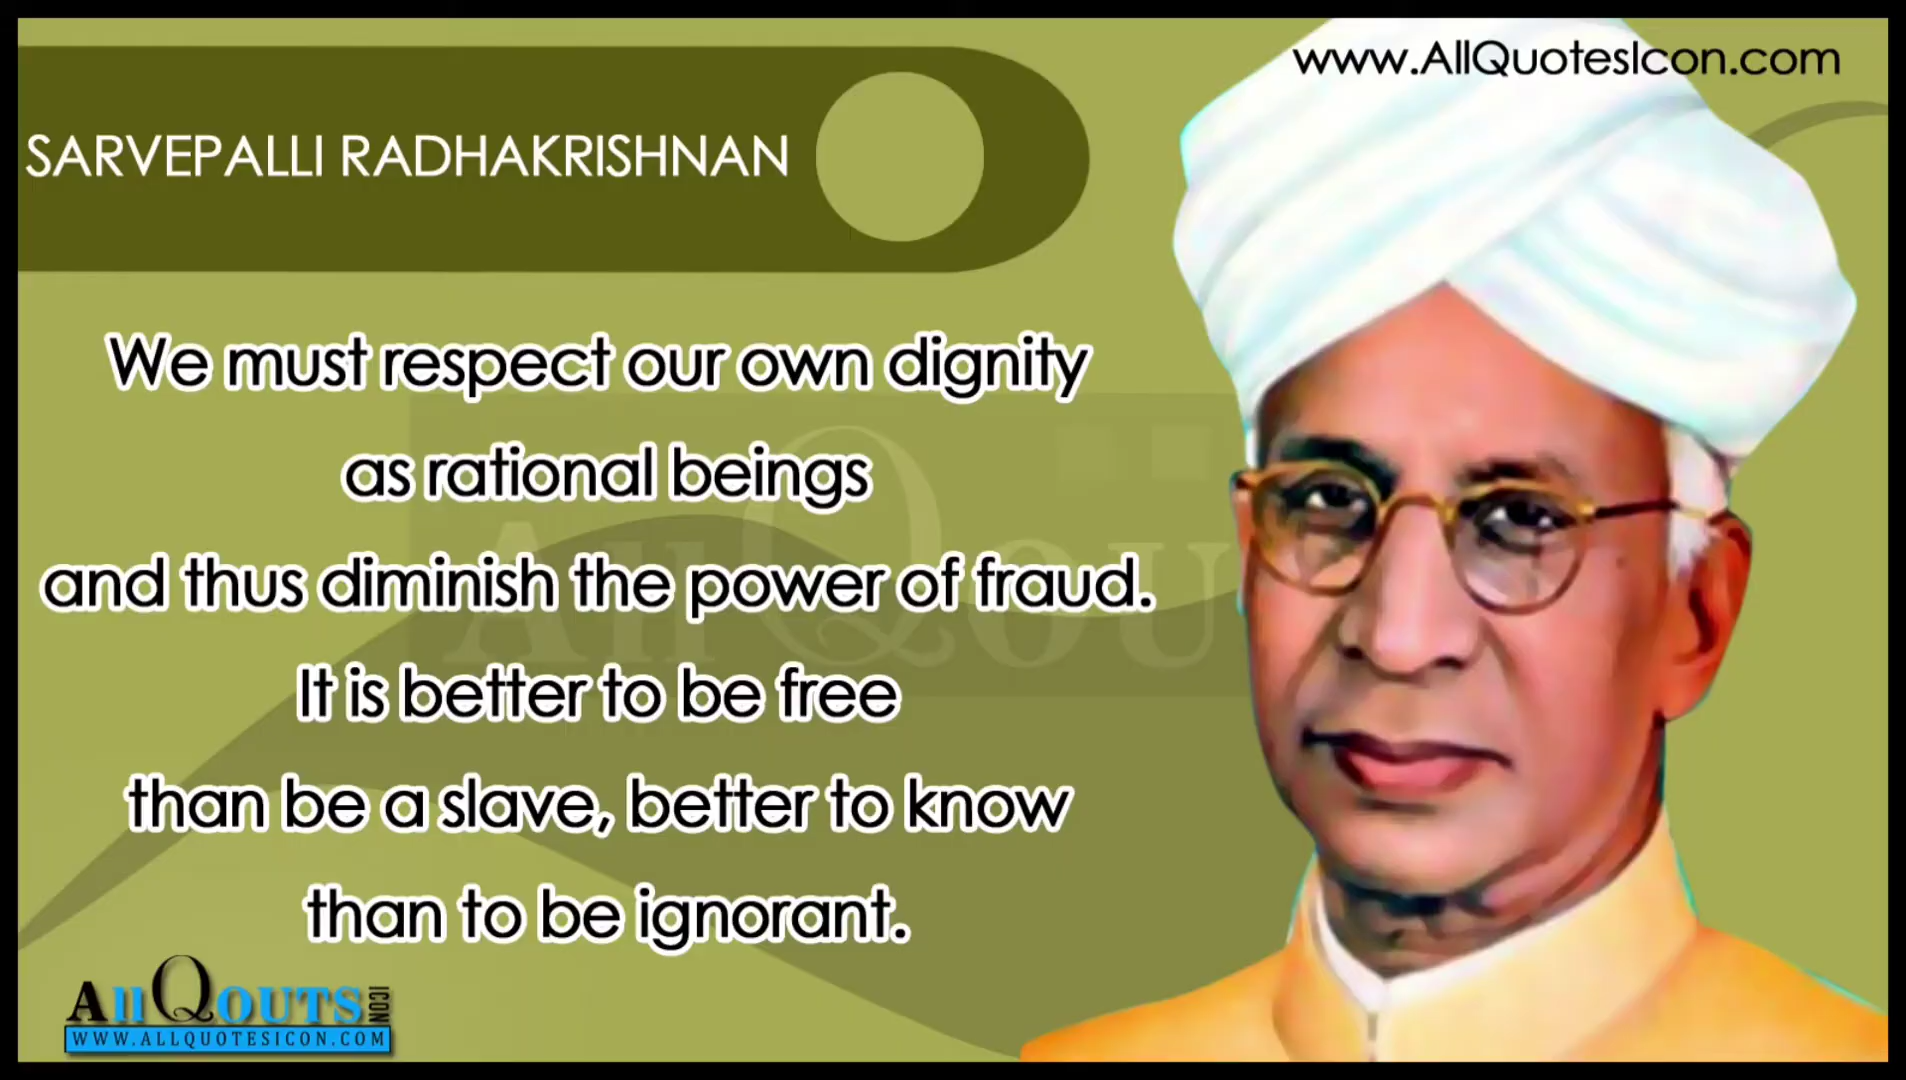 www.AllQuotesIcon.com
SARVEPALLI RADHAKRISHNAN
We must respect our own dignity
as rational beings
and thus diminish the power of fraud.
It is better to be free
than be a slave, better to know
than to be ignorant.
AllQOUTS ICON
WWW.ALLQUOTESICON.COM
AllQOU